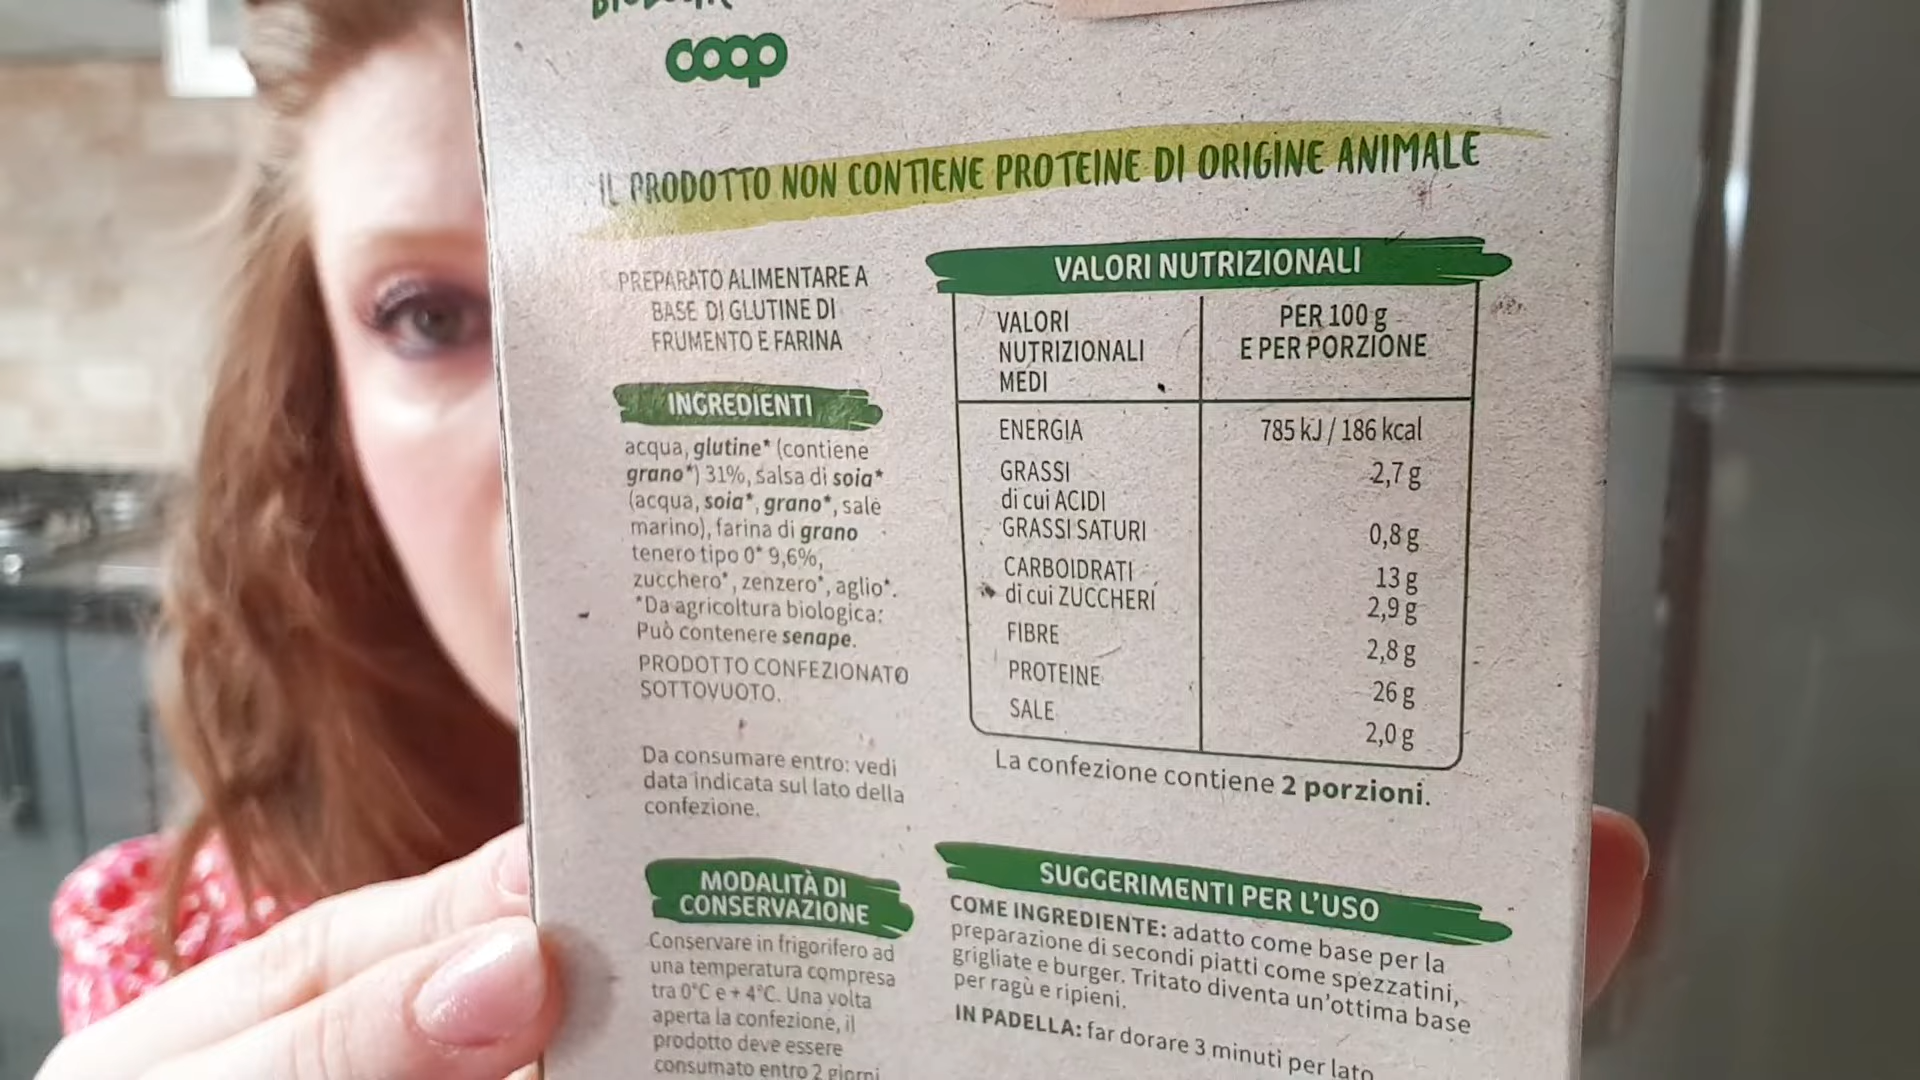 coop
IL PRODOTTO NON CONTIENE PROTEINE DI ORIGINE ANIMALE
PREPARATO ALIMENTARE A
BASE DI GLUTINE DI
FRUMENTO E FARINA
INGREDIENTI
acqua, glutine* (contiene
grano*) 31%, salsa di soia*
(acqua, soia*, grano*, sale
marino), farina di grano
tenero tipo 0* 9,6%,
zucchero*, zenzero*, aglio*.
*Da agricoltura biologica.
Può contenere senape.
PRODOTTO CONFEZIONATO
SOTTOVUOTO.
Da consumare entro: vedi
data indicata sul lato della
confezione.
MODALITÀ DI
CONSERVAZIONE
Conservare in frigorifero ad
una temperatura compresa
tra 0°C e + 4°C. Una volta
aperta la confezione, il
prodotto deve essere
consumato entro 2 giorni
VALORI NUTRIZIONALI
VALORI
NUTRIZIONALI
MEDI
PER 100 g
E PER PORZIONE
ENERGIA 785 kJ / 186 kcal
GRASSI 2,7 g
di cui ACIDI
GRASSI SATURI 0,8 g
CARBOIDRATI 13 g
di cui ZUCCHERI 2,9 g
FIBRE 2,8 g
PROTEINE 26 g
SALE 2,0 g
La confezione contiene 2 porzioni.
SUGGERIMENTI PER L'USO
COME INGREDIENTE: adatto come base per la
preparazione di secondi piatti come spezzatini,
grigliate e burger. Tritato diventa un'ottima base
per ragù e ripieni.
IN PADELLA: far dorare 3 minuti per lato